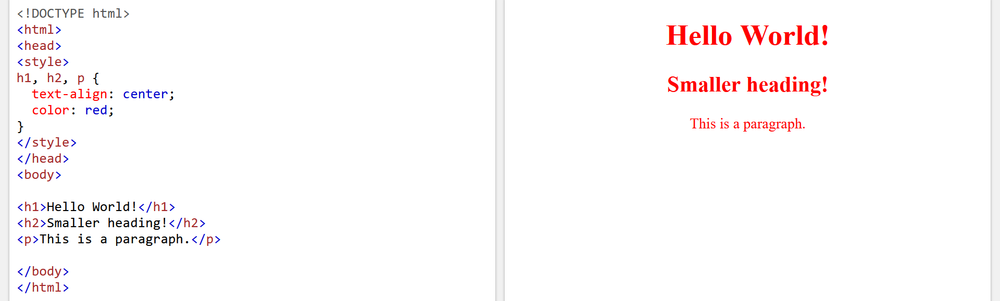 <!DOCTYPE html>
<html>
<head>
<style>
h1, h2, p {
  text-align: center;
  color: red;
}
</style>
</head>
<body>

<h1>Hello World!</h1>
<h2>Smaller heading!</h2>
<p>This is a paragraph.</p>

</body>
</html>
Hello World!
Smaller heading!
This is a paragraph.